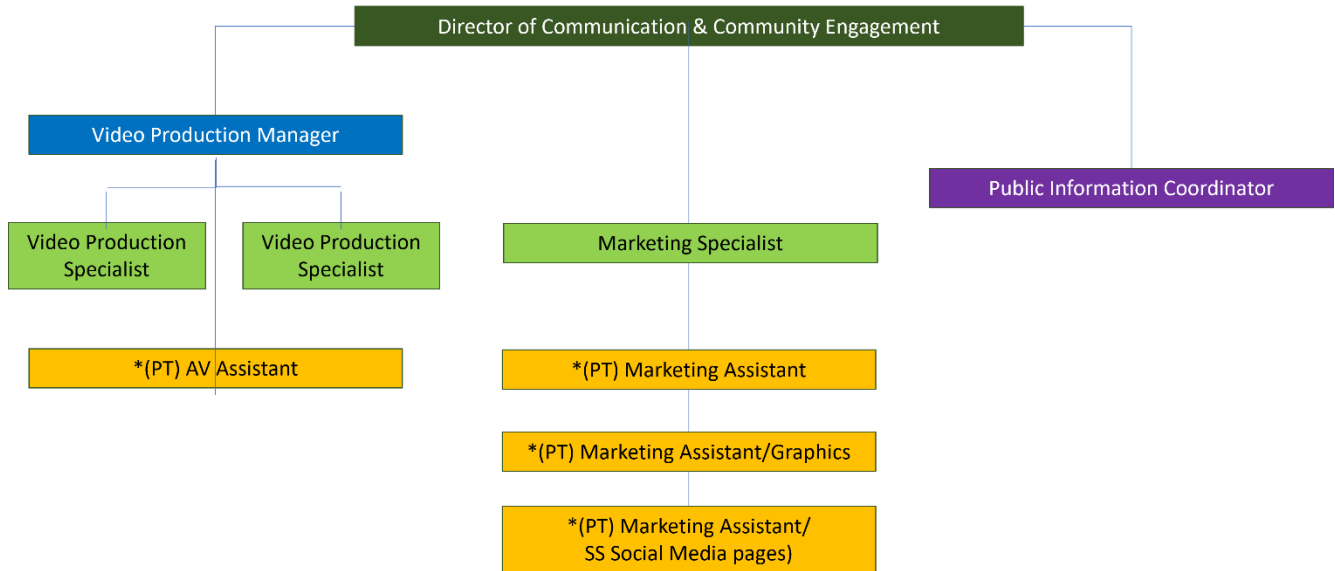 Director of Communication & Community Engagement
Video Production Manager
Public Information Coordinator
Video Production
Specialist
Video Production
Specialist
Marketing Specialist
*(PT) AV Assistant
*(PT) Marketing Assistant
*(PT) Marketing Assistant/Graphics
*(PT) Marketing Assistant/
SS Social Media pages)